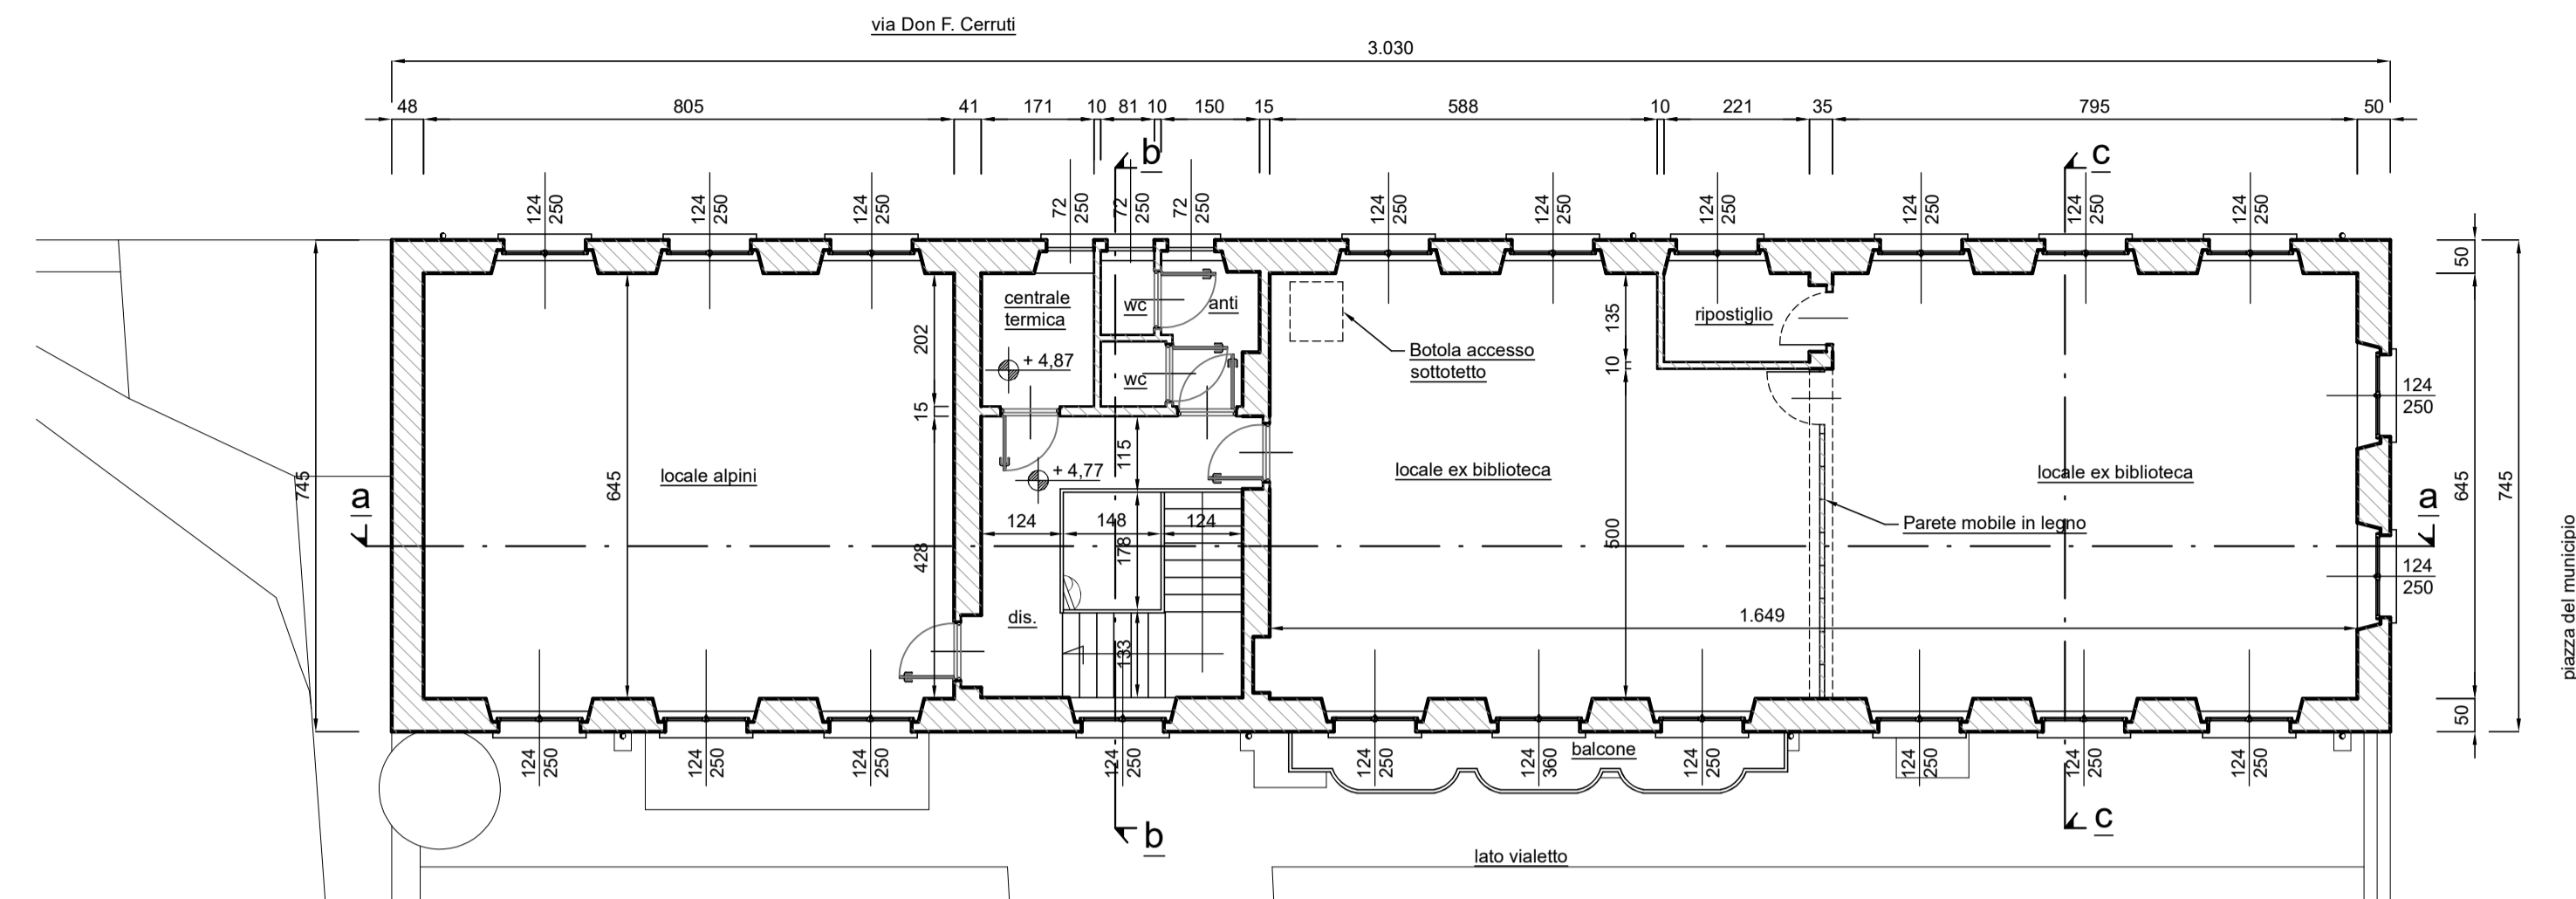 via Don F. Cerruti
3.030
48 805 41 171 10 81 10 150 15 588 10 221 35 795 50
b c
124 250 124 250 124 250 72 250 72 250 72 250 124 250 124 250 124 250 124 250 124 250 124 250
50
centrale
termica
wc
anti
ripostiglio
135
202
+ 4,87
wc
Botola accesso
sottotetto
10
124
250
15
115
locale alpini
645
745
+ 4,77
locale ex biblioteca
locale ex biblioteca
645
745
a
a
124 148 124
178
428
500
Parete mobile in legno
piazza del municipio
124
250
dis.
133
1.649
50
124 250 124 250 124 250 124 250 124 250 124 360 124 250 124 250 124 250 124 250
balcone
b c
lato vialetto